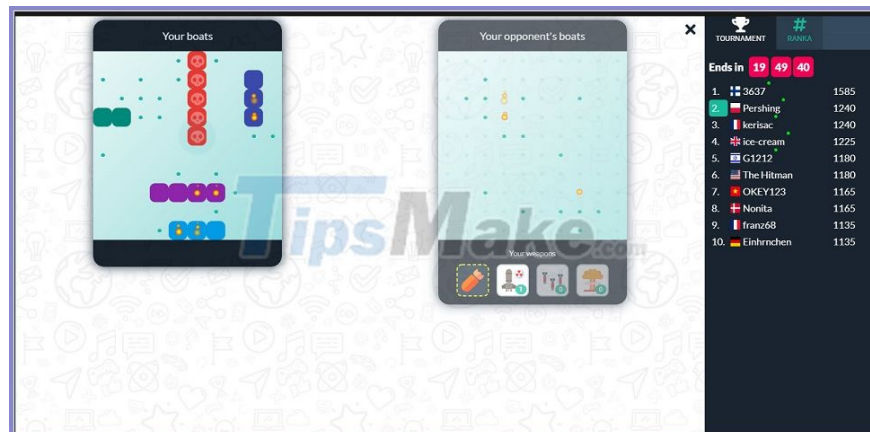 Your boats
Your opponent's boats
TOURNAMENT
RANKA
Ends in 19 49 40
1. 3637 1585
2. Pershing 1240
3. kerisac 1240
4. ice-cream 1225
5. G1212 1180
6. The Hitman 1180
7. OKEY123 1165
8. Nonita 1165
9. franz68 1135
10. Einhrnchen 1135
TipsMake.com
Your weapons
1